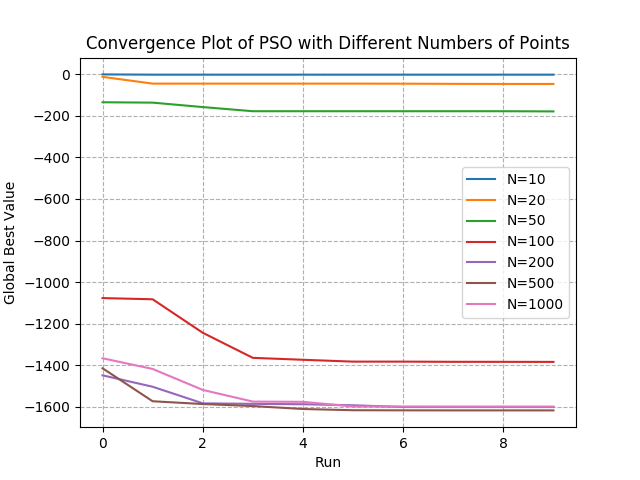 Convergence Plot of PSO with Different Numbers of Points
Global Best Value
0
−200
−400
−600
−800
−1000
−1200
−1400
−1600
N=10
N=20
N=50
N=100
N=200
N=500
N=1000
0 2 4 6 8
Run